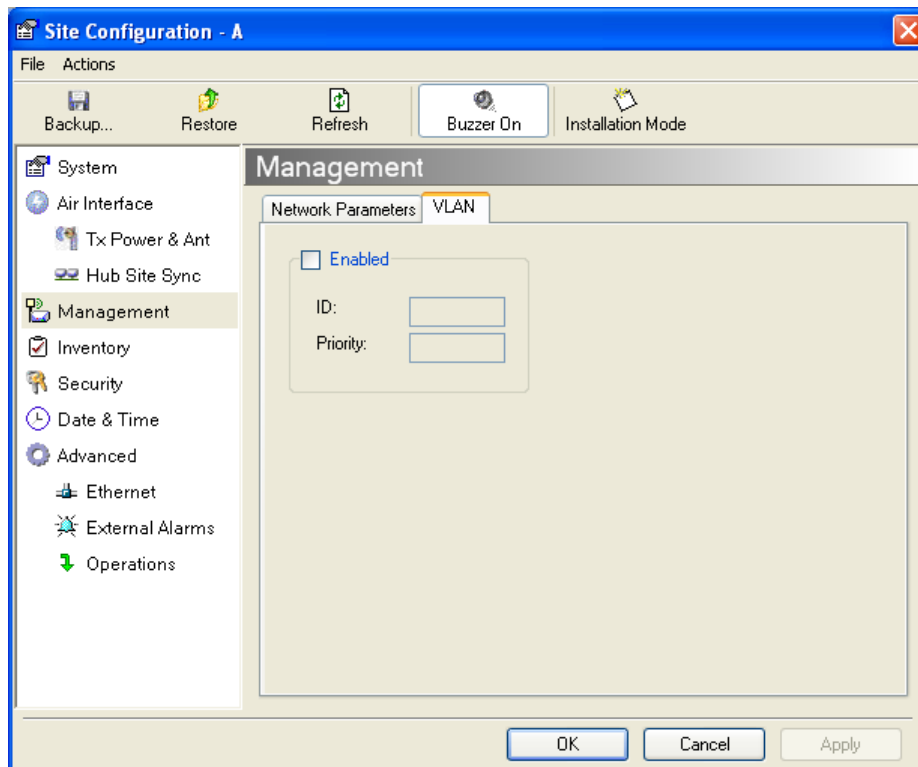 Site Configuration - A
File Actions
Backup... Restore Refresh Buzzer On Installation Mode
System
Air Interface
Tx Power & Ant
Hub Site Sync
Management
Inventory
Security
Date & Time
Advanced
Ethernet
External Alarms
Operations
Management
Network Parameters VLAN
Enabled
ID:
Priority:
OK Cancel Apply